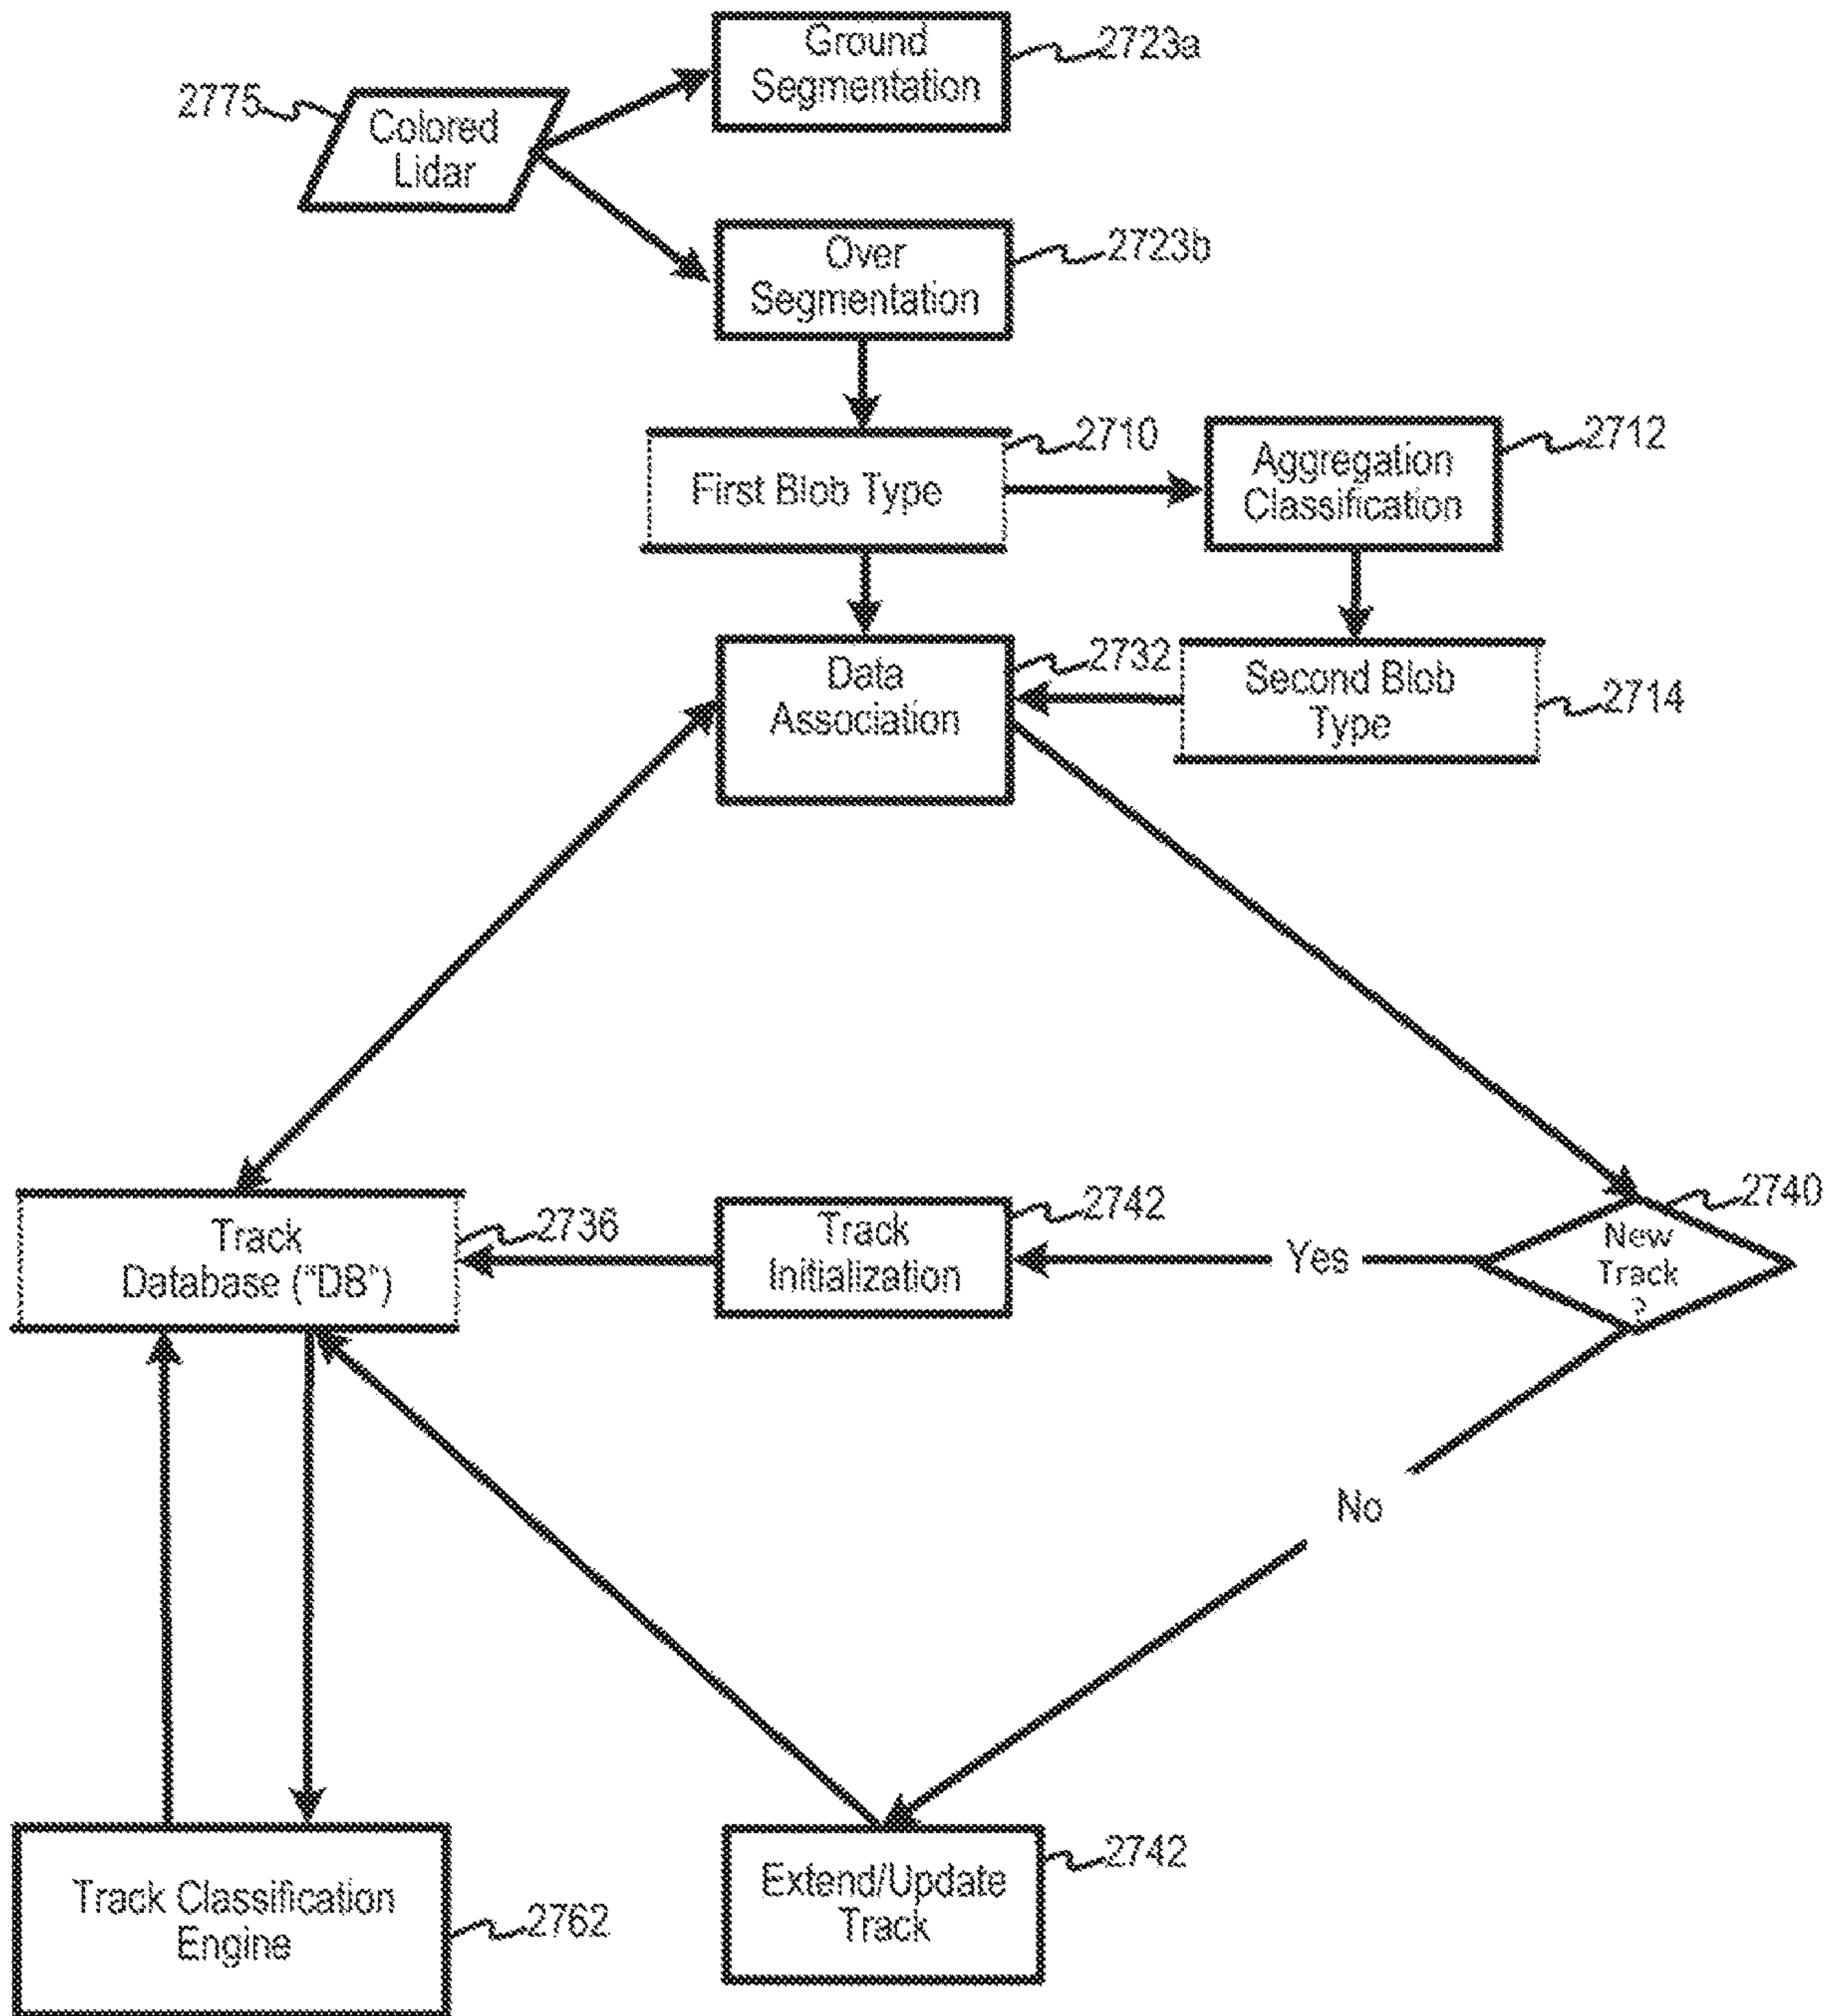 Ground
Segmentation
2723a
2775
Colored
Lidar
Over
Segmentation
2723b
2710
First Blob Type
Aggregation
Classification
2712
Data
Association
2732
Second Blob
Type
2714
Track
Database ("DB")
2736
Track
Initialization
2742
Yes
New
Track
?
2740
No
Track Classification
Engine
2762
Extend/Update
Track
2742